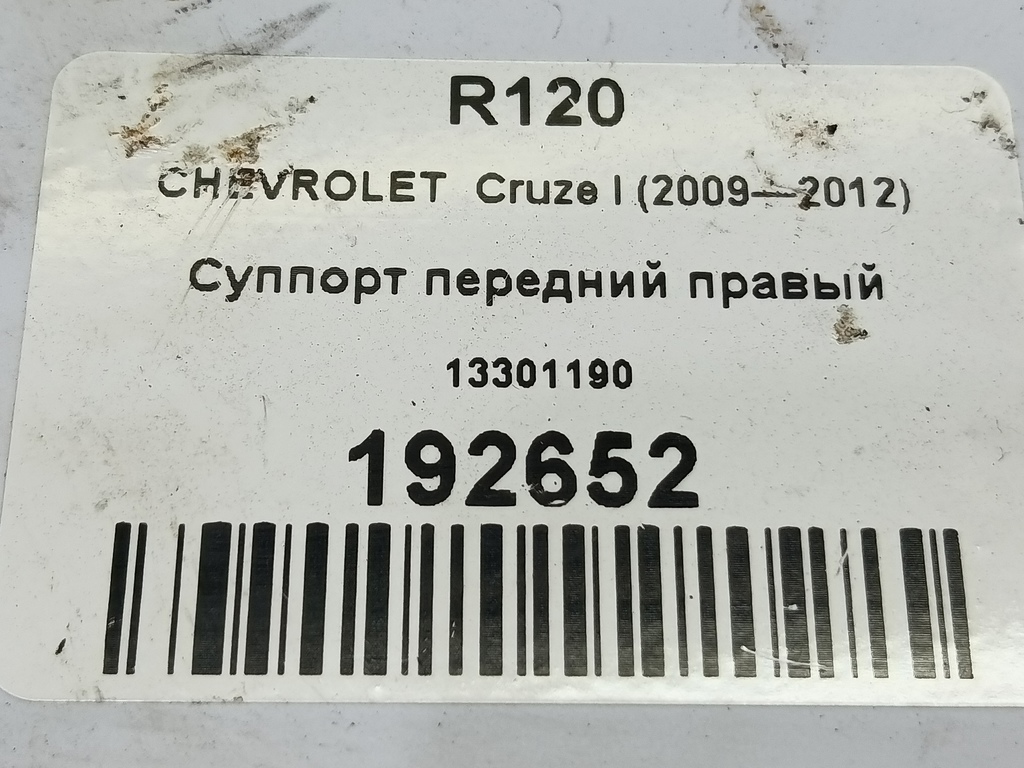 R120
CHEVROLET Cruze I (2009—2012)
Суппорт передний правый
13301190
192652